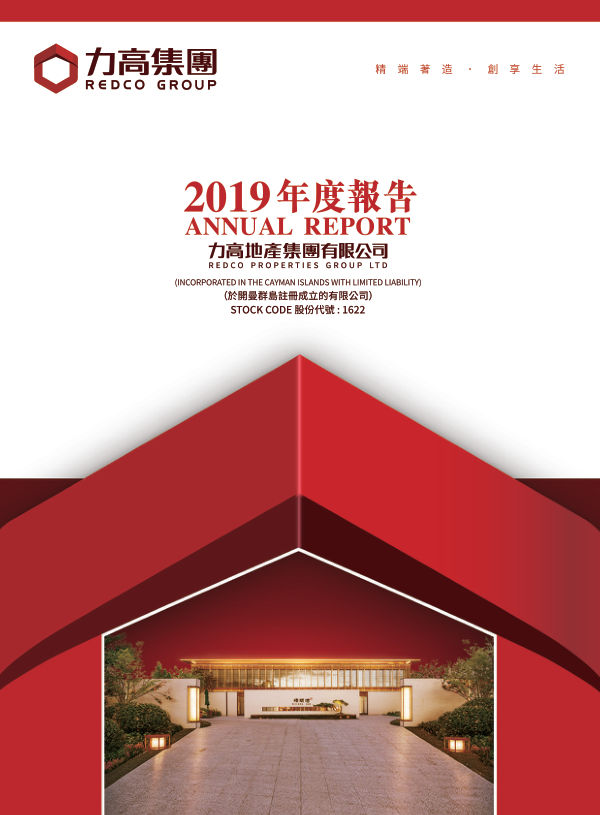 力高集團
REDCO GROUP
精端著造·創享生活
2019年度報告
ANNUAL REPORT
力高地產集團有限公司
REDCO PROPERTIES GROUP LTD
(INCORPORATED IN THE CAYMAN ISLANDS WITH LIMITED LIABILITY)
(於開曼群島註冊成立的有限公司)
STOCK CODE 股份代號 : 1622